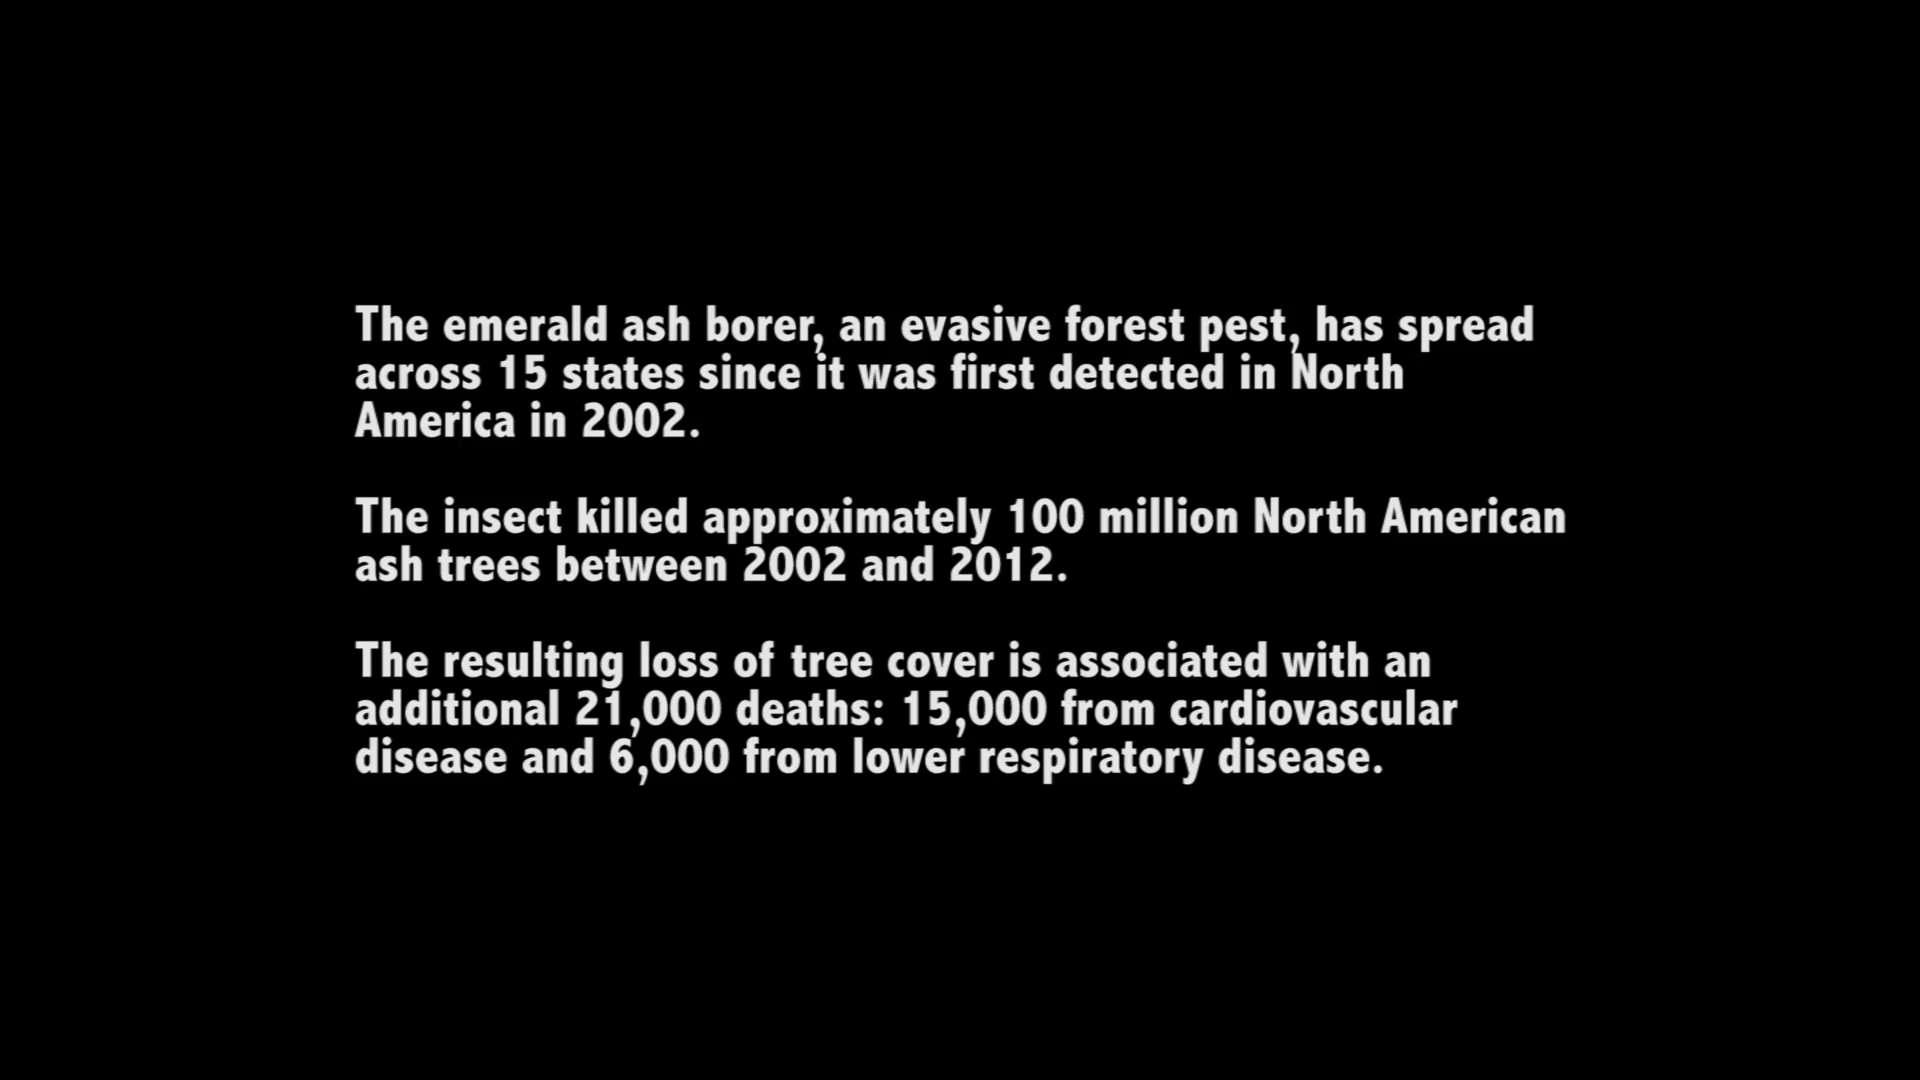 The emerald ash borer, an evasive forest pest, has spread
across 15 states since it was first detected in North
America in 2002.
The insect killed approximately 100 million North American
ash trees between 2002 and 2012.
The resulting loss of tree cover is associated with an
additional 21,000 deaths: 15,000 from cardiovascular
disease and 6,000 from lower respiratory disease.